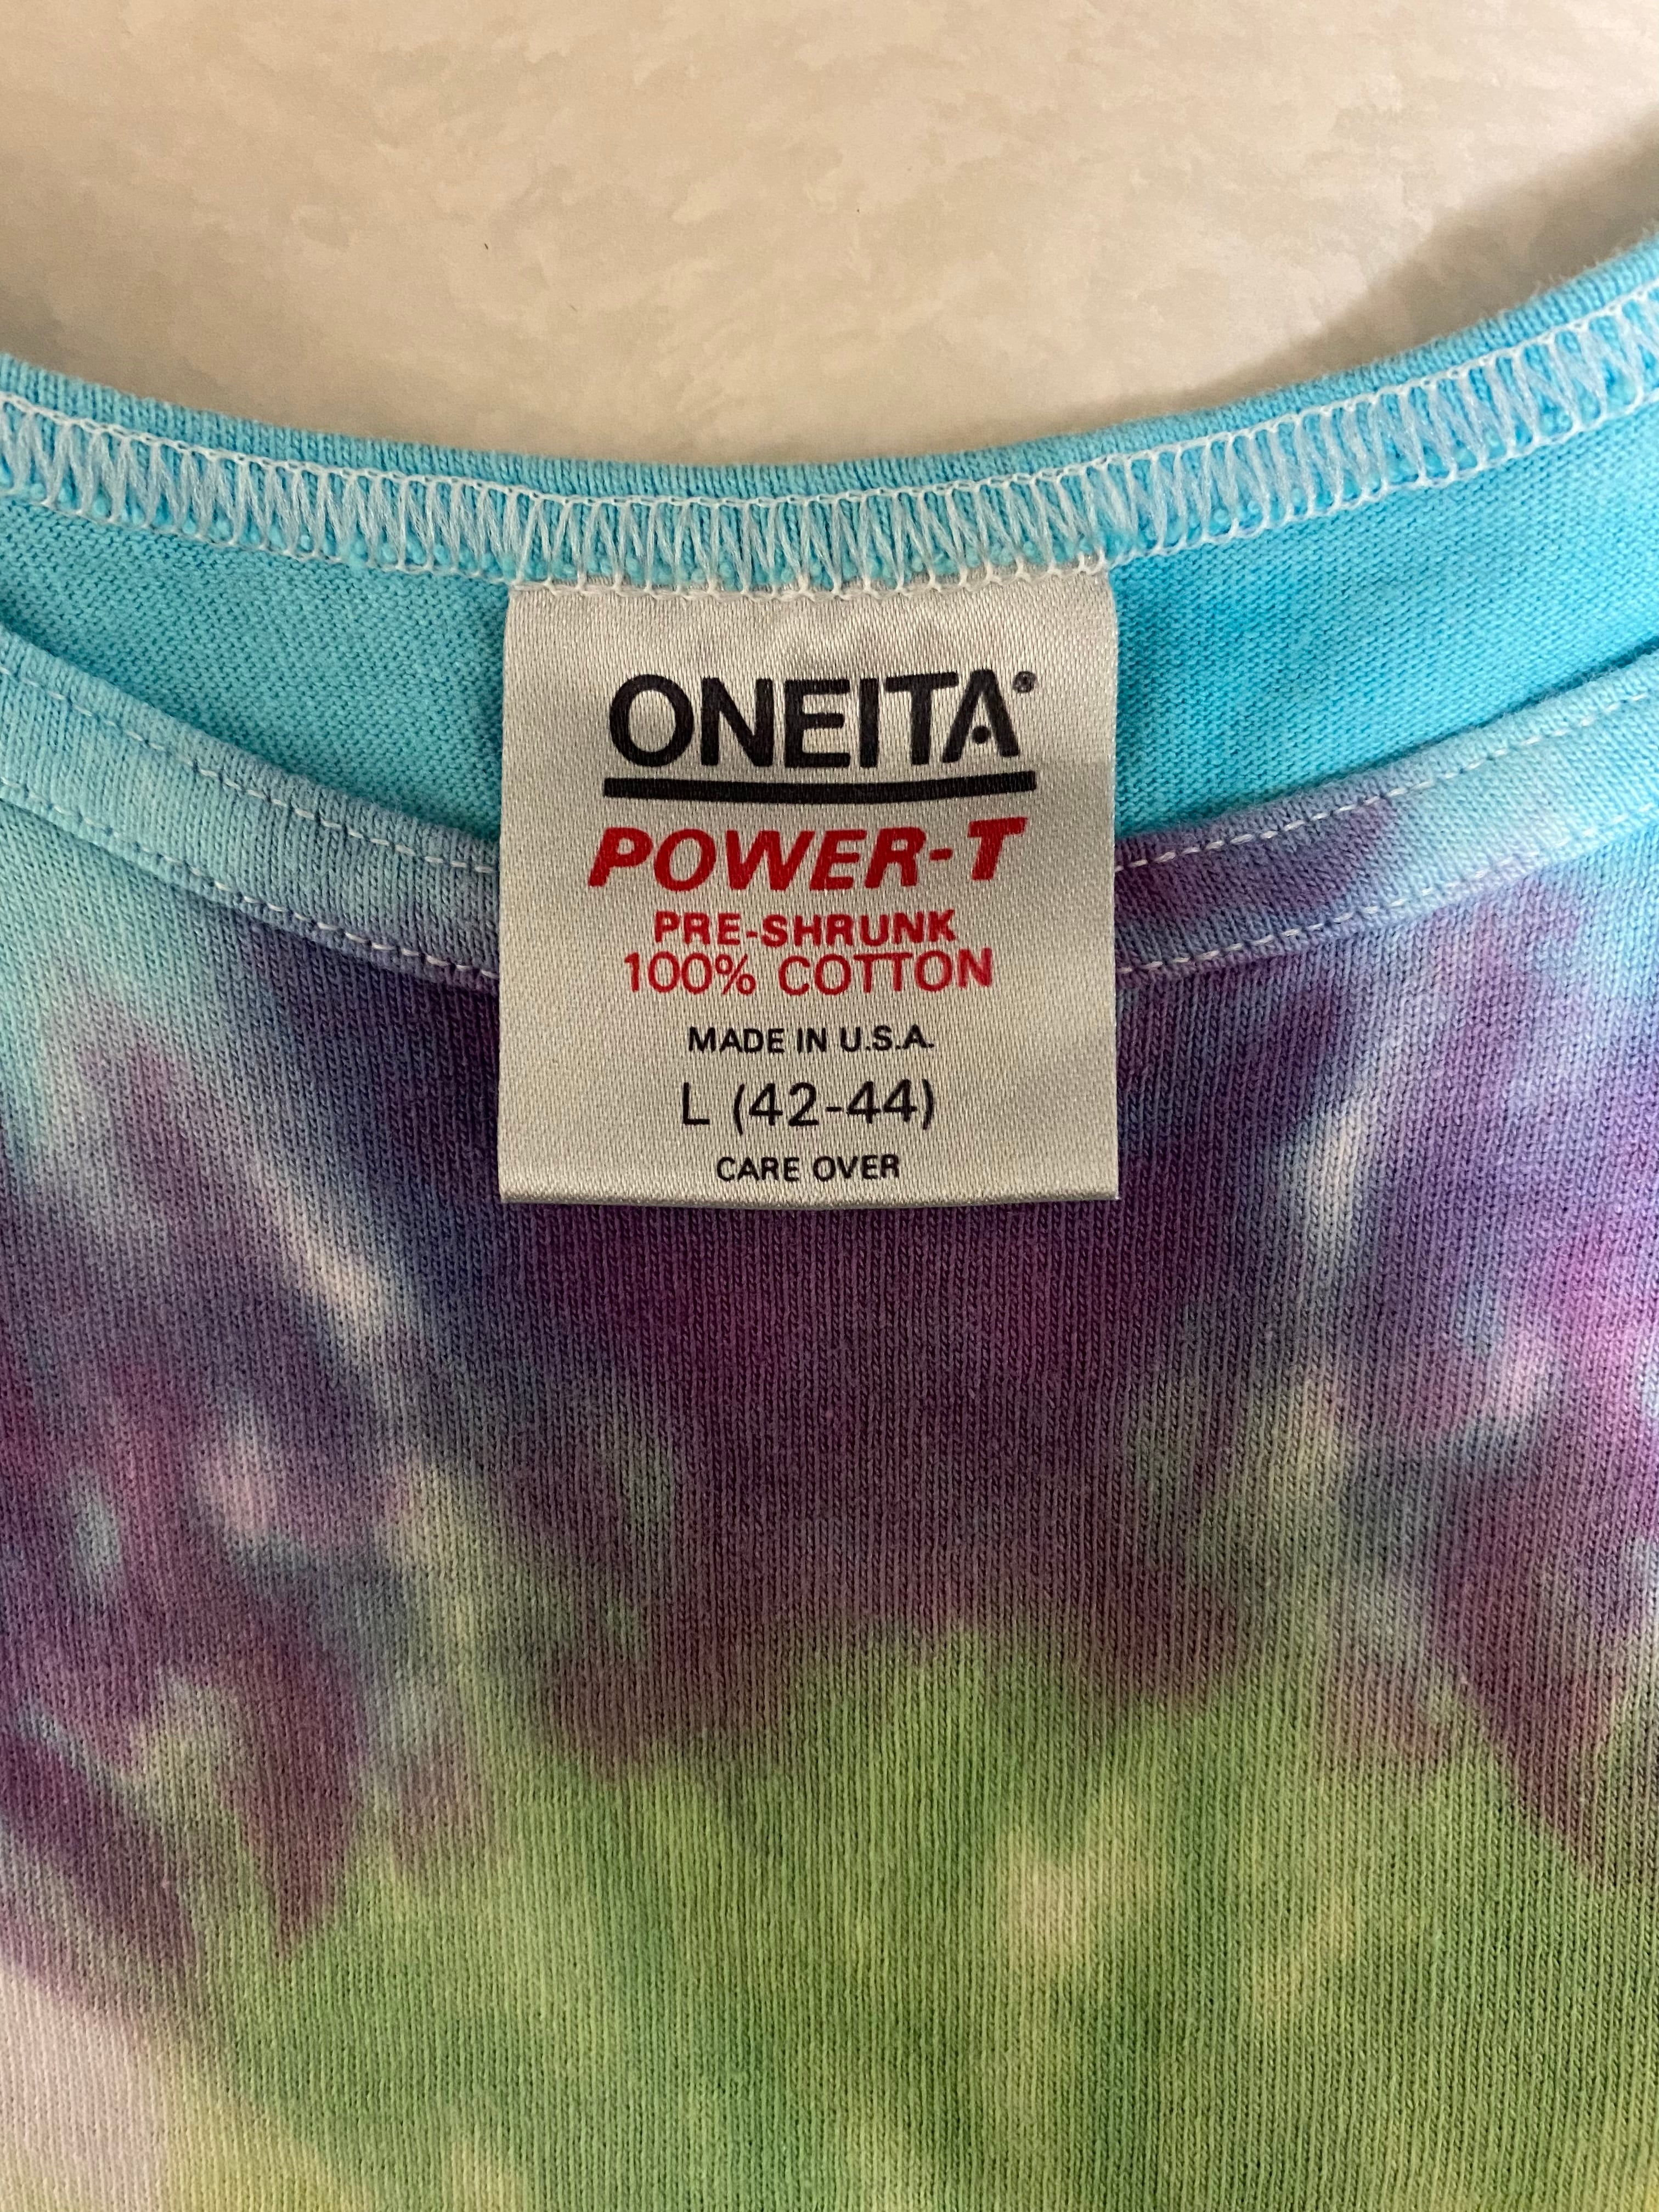 ONEITA®
POWER-T
PRE-SHRUNK
100% COTTON
MADE IN U.S.A.
L (42-44)
CARE OVER